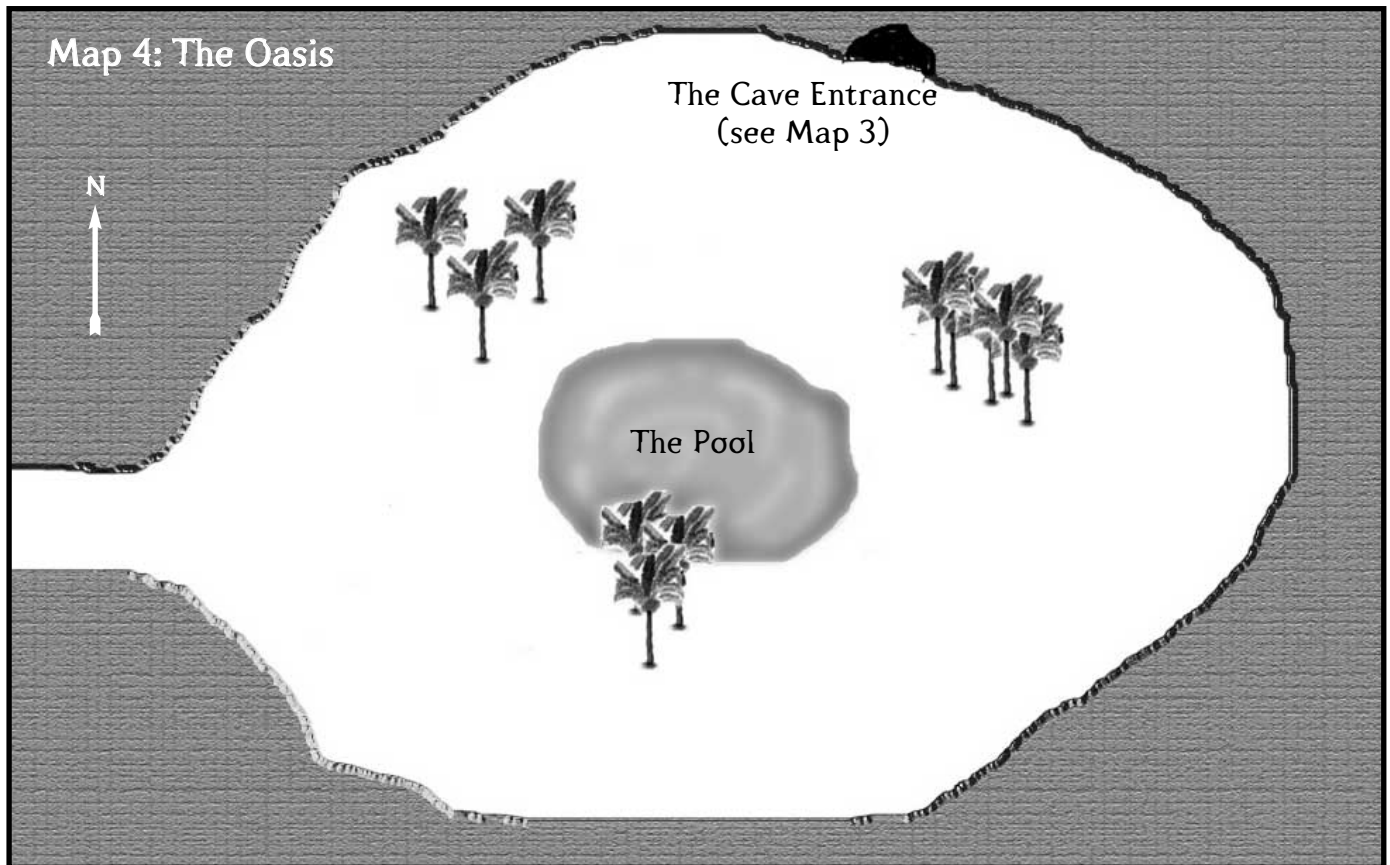 Map 4: The Oasis
The Cave Entrance
(see Map 3)
N
The Pool